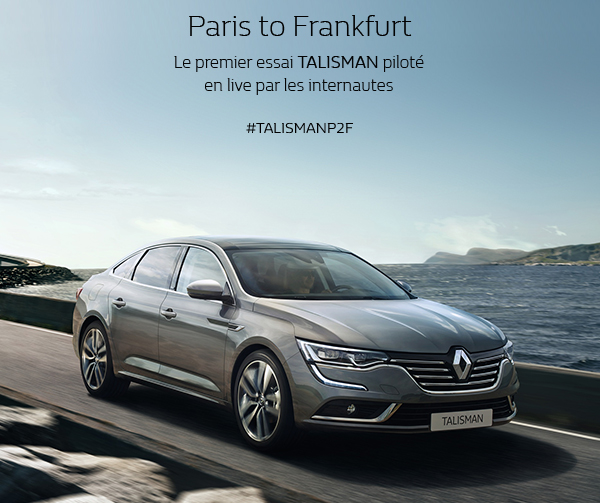 Paris to Frankfurt
Le premier essai TALISMAN piloté
en live par les internautes
#TALISMANP2F
TALISMAN